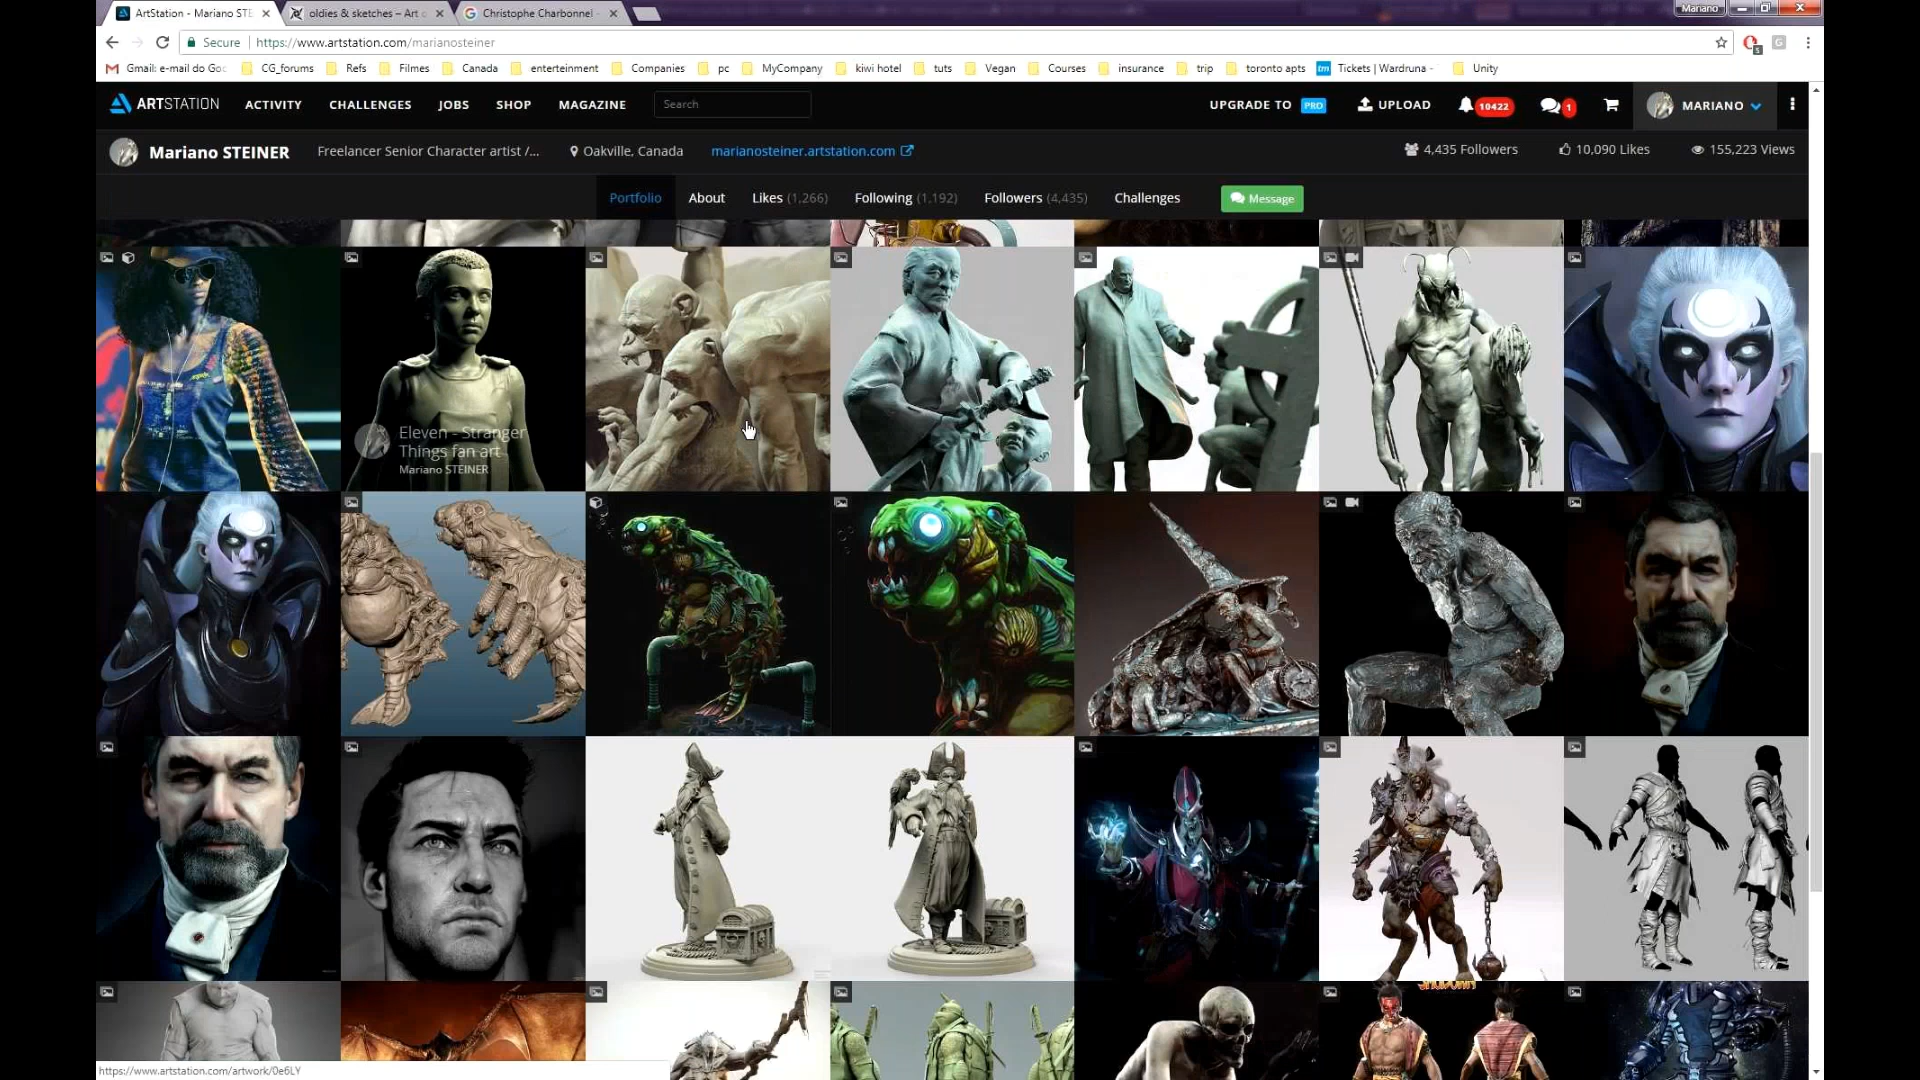 ArtStation - Mariano STE
oldies & sketches – Art o
Christophe Charbonnel -
Mariano
Secure
https://www.artstation.com/marianosteiner
Gmail: e-mail do Goo
CG_forums
Refs
Filmes
Canada
enterteinment
Companies
pc
MyCompany
kiwi hotel
tuts
Vegan
Courses
insurance
trip
toronto apts
tm
Tickets | Wardruna -
Unity
ARTSTATION
ACTIVITY
CHALLENGES
JOBS
SHOP
MAGAZINE
Search
UPGRADE TO PRO
UPLOAD
10422
1
MARIANO
Mariano STEINER
Freelancer Senior Character artist /...
Oakville, Canada
marianosteiner.artstation.com
4,435 Followers
10,090 Likes
155,223 Views
Portfolio
About
Likes (1,266)
Following (1,192)
Followers (4,435)
Challenges
Message
Eleven - Stranger
Things fan art
Mariano STEINER
https://www.artstation.com/artwork/0e6LY